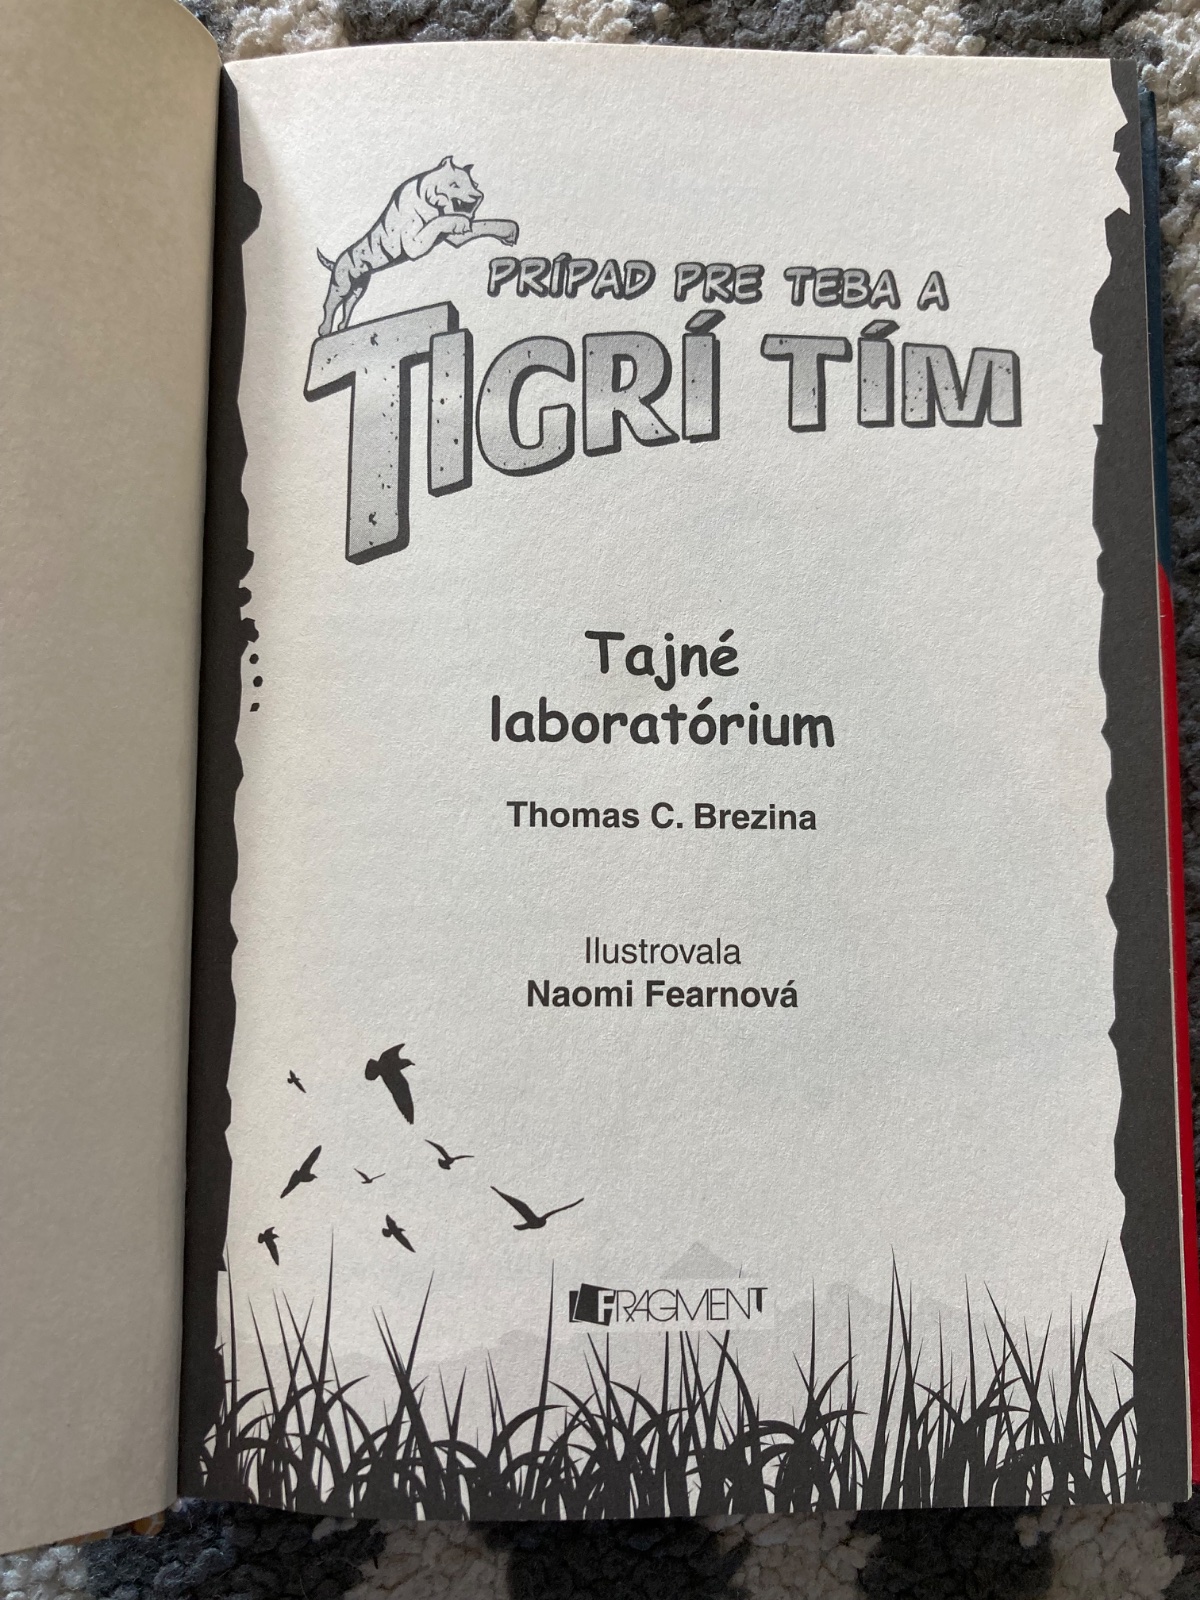 PRÍPAD PRE TEBA A
TIGRÍ TÍM
Tajné
laboratórium
Thomas C. Brezina
Ilustrovala
Naomi Fearnová
FRAGMENT